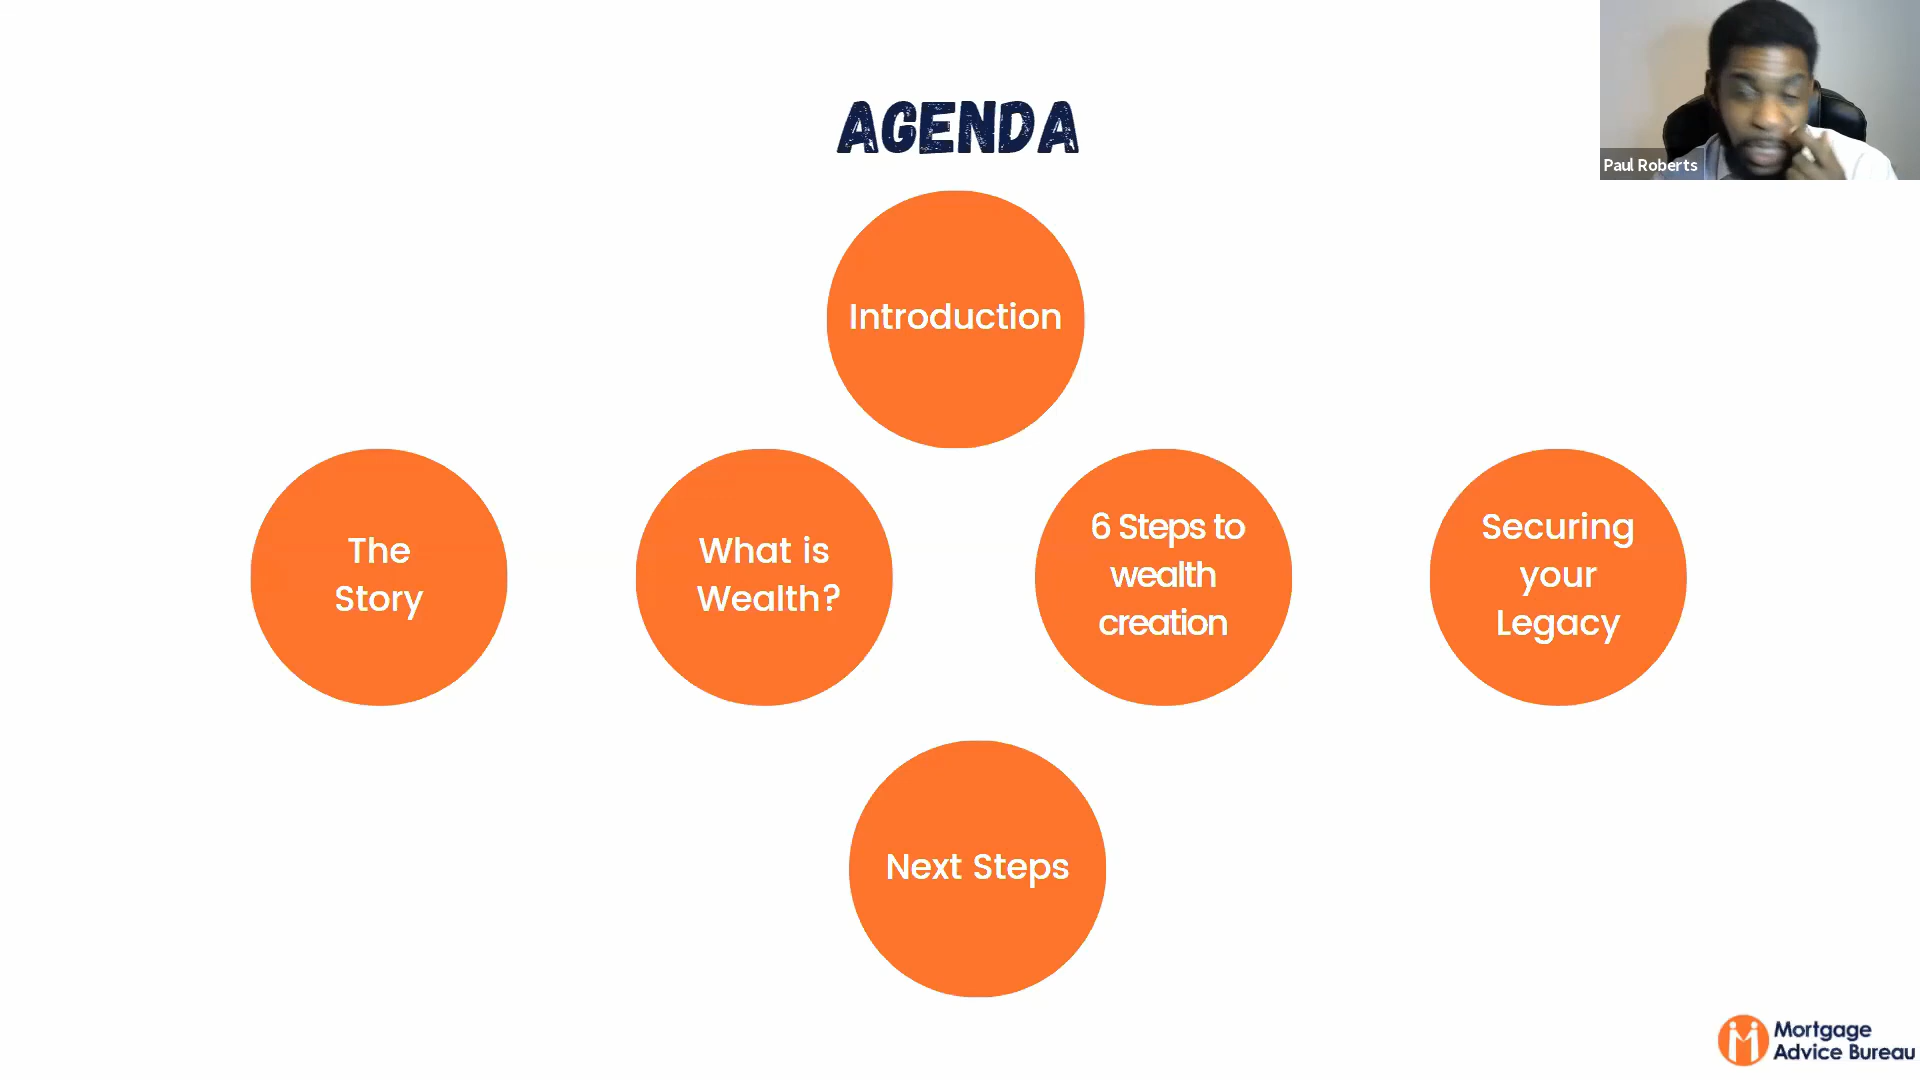 AGENDA
Paul Roberts
Introduction
The
Story
What is
Wealth?
6 Steps to
wealth
creation
Securing
your
Legacy
Next Steps
Mortgage
Advice Bureau